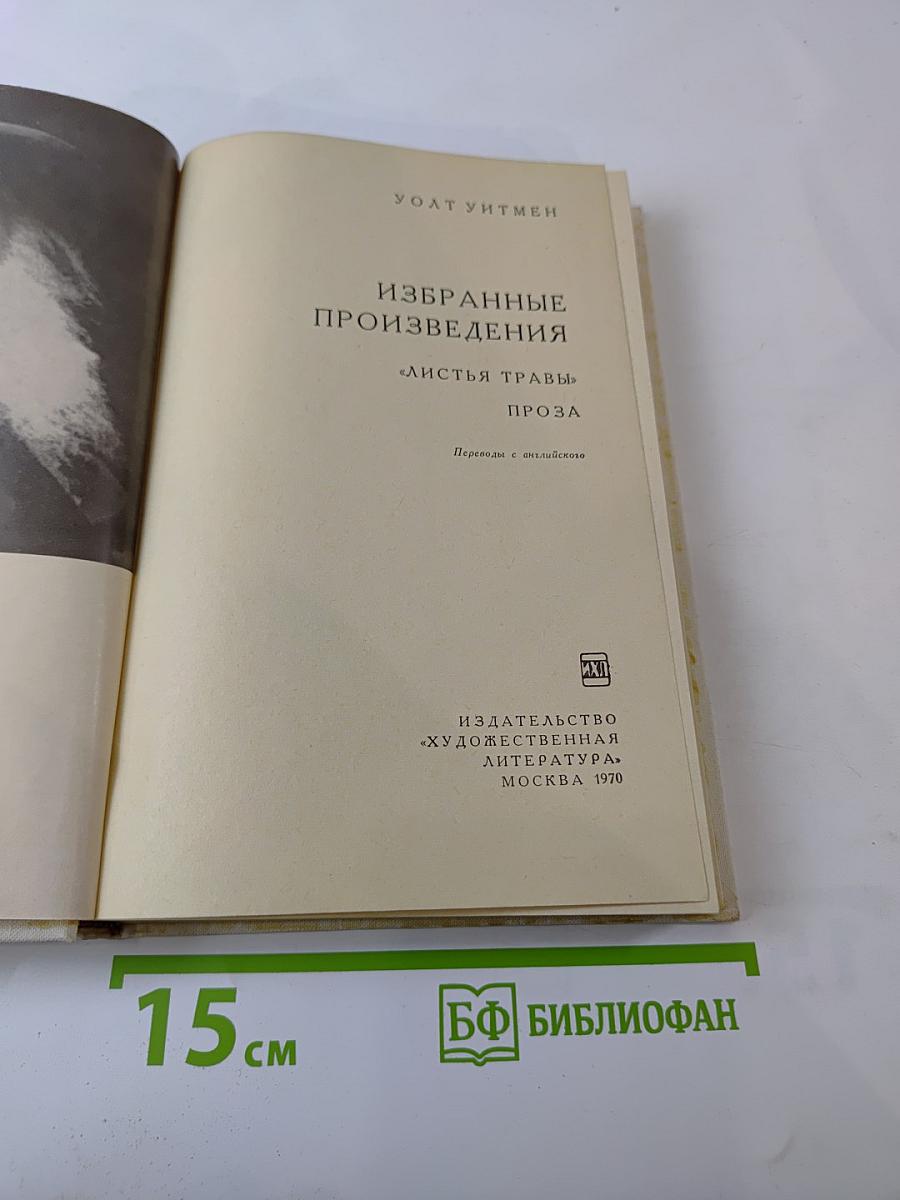 УОЛТ УИТМЕН
ИЗБРАННЫЕ
ПРОИЗВЕДЕНИЯ
«ЛИСТЬЯ ТРАВЫ»
ПРОЗА
Переводы с английского
ИХЛ
ИЗДАТЕЛЬСТВО
«ХУДОЖЕСТВЕННАЯ
ЛИТЕРАТУРА»
МОСКВА 1970
15 см
БФ БИБЛИОФАН